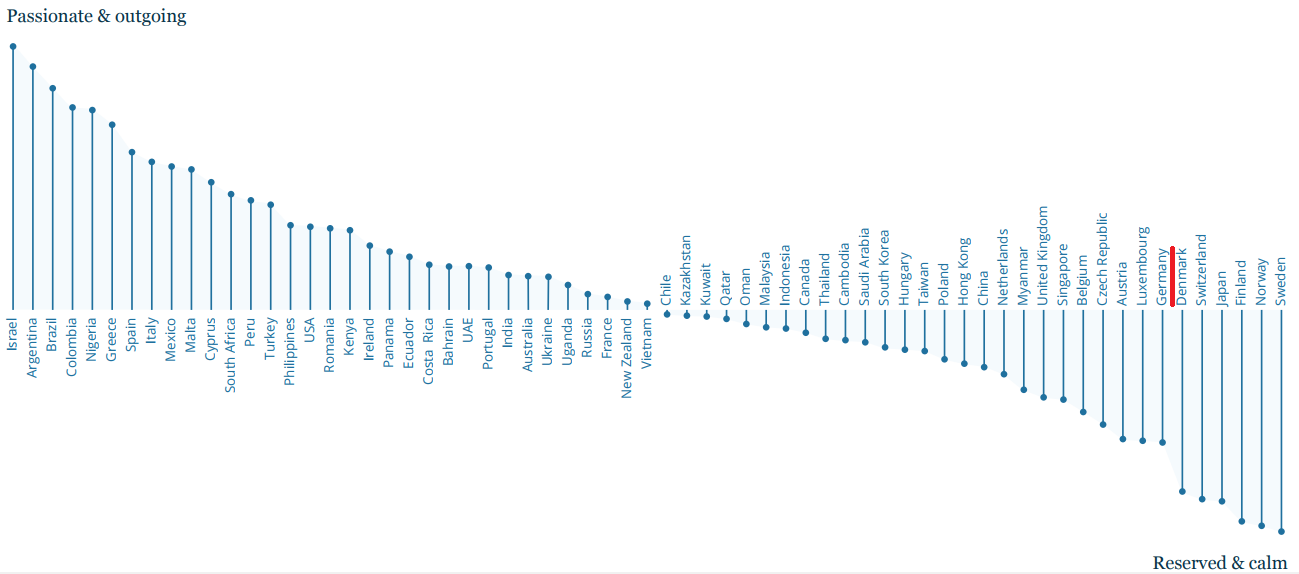 Passionate & outgoing
Israel
Argentina
Brazil
Colombia
Nigeria
Greece
Spain
Italy
Mexico
Malta
Cyprus
South Africa
Peru
Turkey
Philippines
USA
Romania
Kenya
Ireland
Panama
Ecuador
Costa Rica
Bahrain
UAE
Portugal
India
Australia
Ukraine
Uganda
Russia
France
New Zealand
Vietnam
Chile
Kazakhstan
Kuwait
Qatar
Oman
Malaysia
Indonesia
Canada
Thailand
Cambodia
Saudi Arabia
South Korea
Hungary
Taiwan
Poland
Hong Kong
China
Netherlands
Myanmar
United Kingdom
Singapore
Belgium
Czech Republic
Austria
Luxembourg
Germany
Denmark
Switzerland
Japan
Finland
Norway
Sweden
Reserved & calm